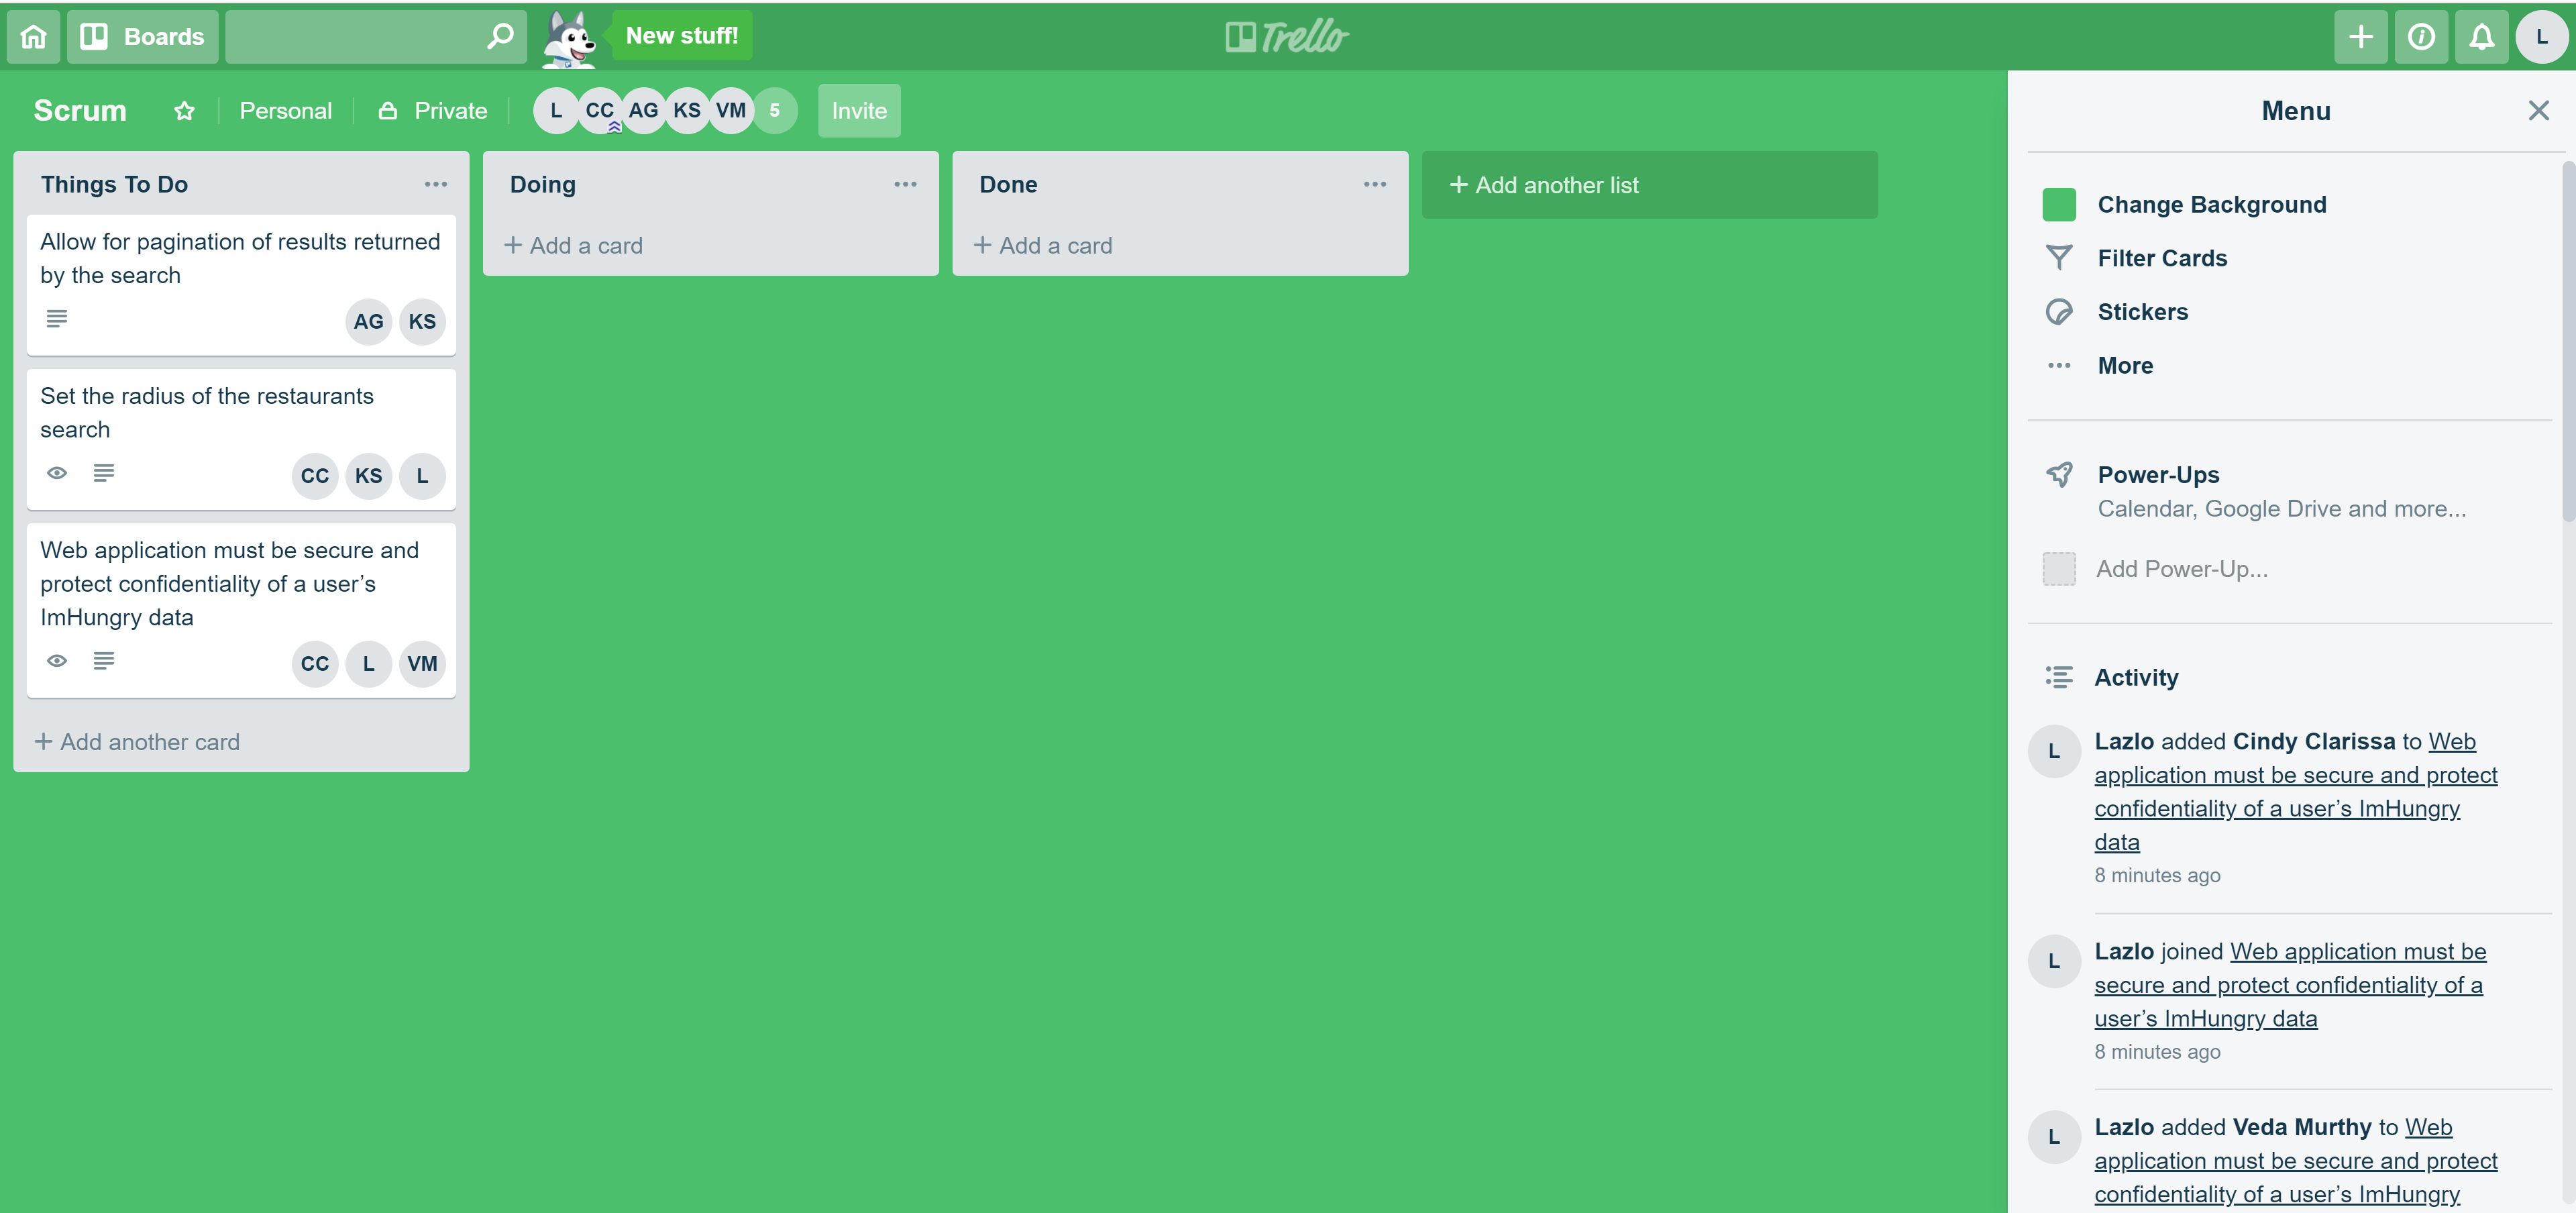 Boards
New stuff!
Trello
L
Scrum
Personal
Private
L CC AG KS VM 5
Invite
Things To Do
Allow for pagination of results returned
by the search
AG KS
Set the radius of the restaurants
search
CC KS L
Web application must be secure and
protect confidentiality of a user’s
ImHungry data
CC L VM
+ Add another card
Doing
+ Add a card
Done
+ Add a card
+ Add another list
Menu
Change Background
Filter Cards
Stickers
More
Power-Ups
Calendar, Google Drive and more...
Add Power-Up...
Activity
L
Lazlo added Cindy Clarissa to Web
application must be secure and protect
confidentiality of a user’s ImHungry
data
8 minutes ago
L
Lazlo joined Web application must be
secure and protect confidentiality of a
user’s ImHungry data
8 minutes ago
L
Lazlo added Veda Murthy to Web
application must be secure and protect
confidentiality of a user’s ImHungry